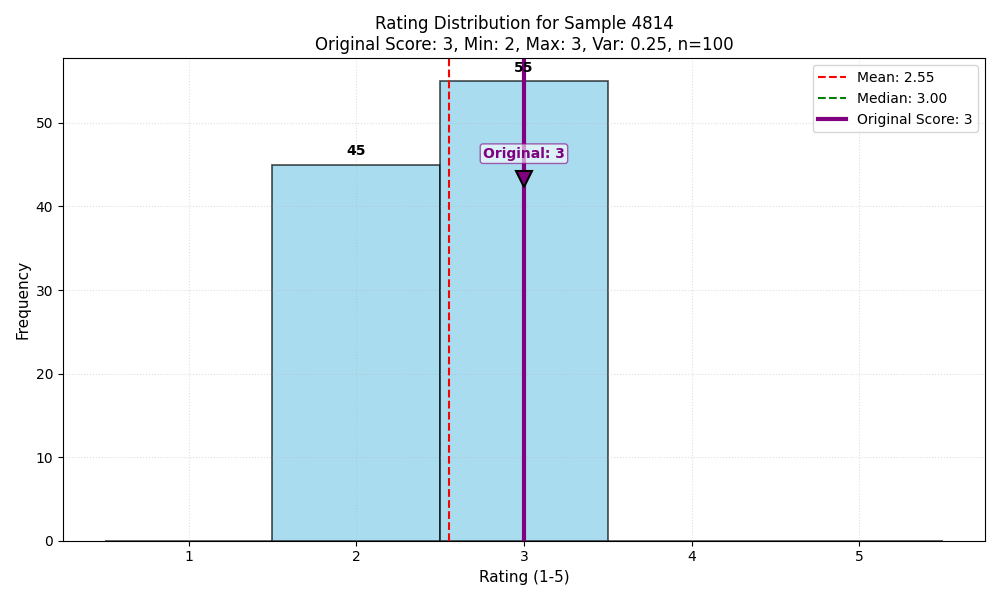 Rating Distribution for Sample 4814
Original Score: 3, Min: 2, Max: 3, Var: 0.25, n=100
Mean: 2.55
Median: 3.00
Original Score: 3
55
45
Original: 3
Frequency
50
40
30
20
10
0
1 2 3 4 5
Rating (1-5)